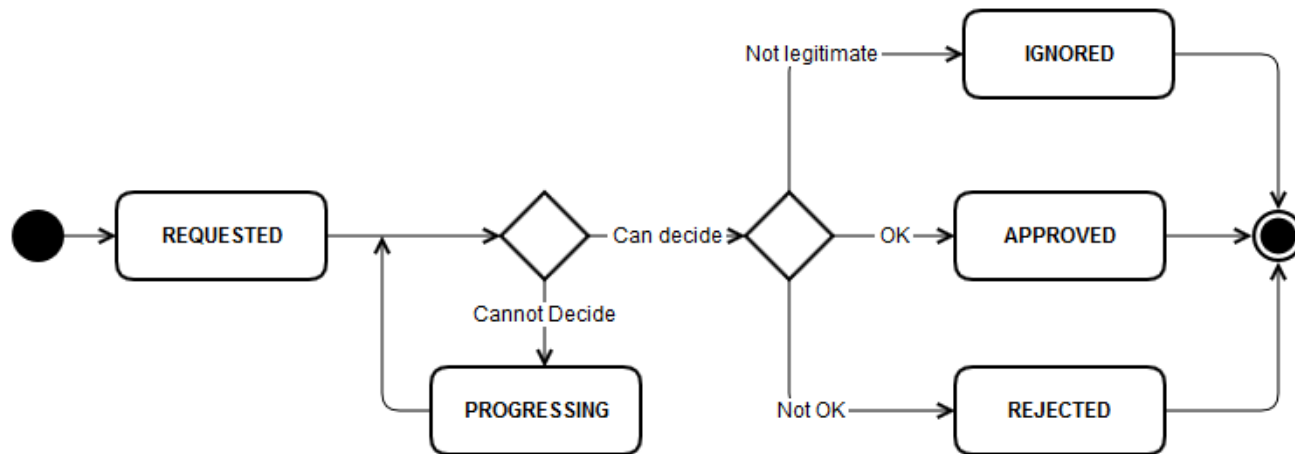 Not legitimate
IGNORED
REQUESTED
Can decide
OK
APPROVED
Cannot Decide
PROGRESSING
Not OK
REJECTED